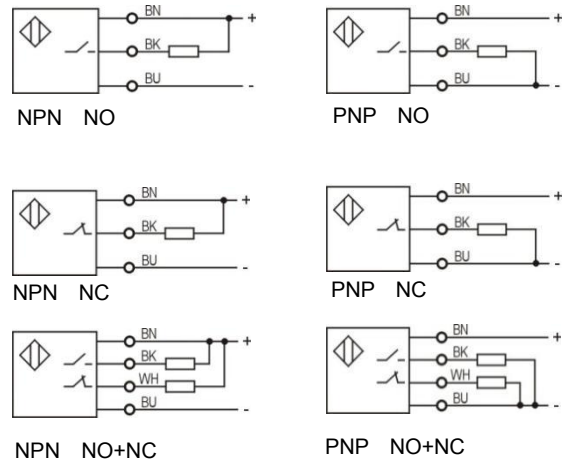 BN
+
BK
BU
-
NPN NO
BN
+
BK
BU
-
PNP NO
BN
+
BK
BU
-
NPN NC
BN
+
BK
BU
-
PNP NC
BN
+
BK
WH
BU
-
NPN NO+NC
BN
+
BK
WH
BU
-
PNP NO+NC